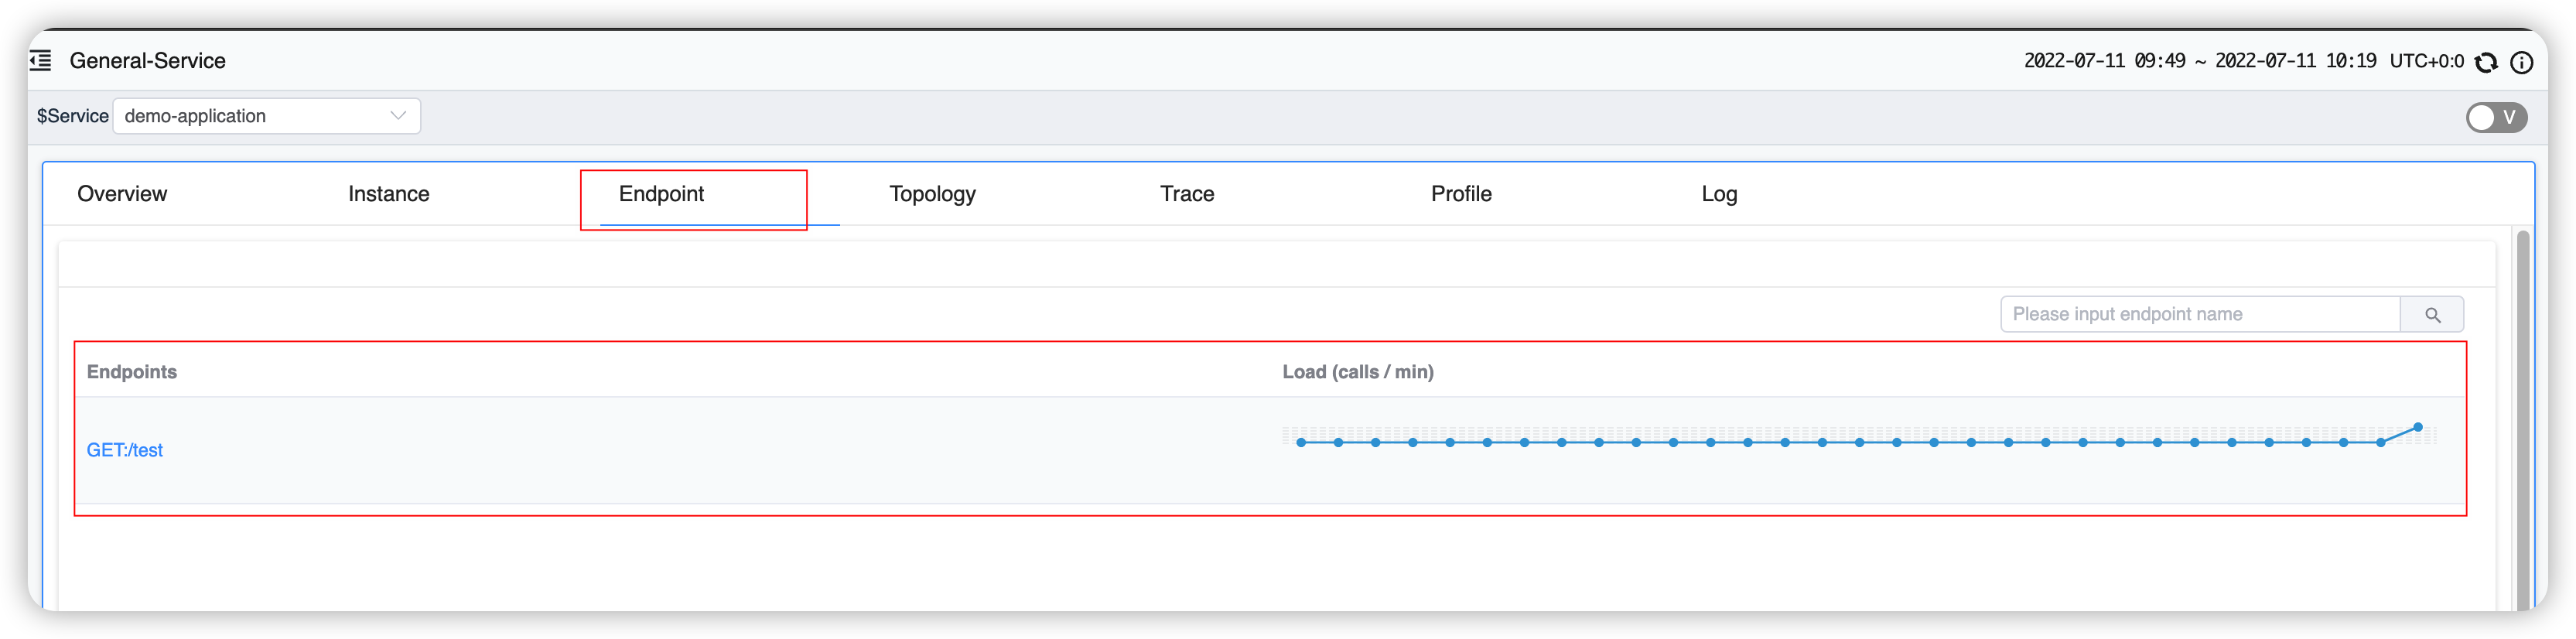 General-Service
2022-07-11 09:49 ~ 2022-07-11 10:19 UTC+0:0
$Service demo-application
V
Overview Instance Endpoint Topology Trace Profile Log
Please input endpoint name
Endpoints Load (calls / min)
GET:/test